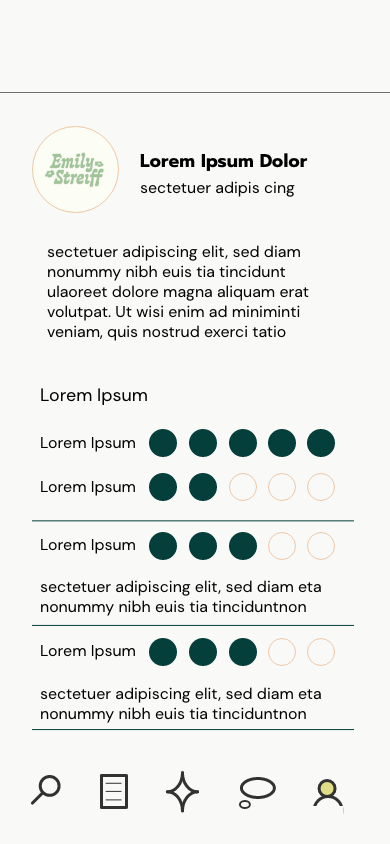 Emily
Streiff
Lorem Ipsum Dolor
sectetuer adipis cing
sectetuer adipiscing elit, sed diam
nonummy nibh euis tia tincidunt
ulaoreet dolore magna aliquam erat
volutpat. Ut wisi enim ad miniminti
veniam, quis nostrud exerci tatio
Lorem Ipsum
Lorem Ipsum
Lorem Ipsum
Lorem Ipsum
sectetuer adipiscing elit, sed diam eta
nonummy nibh euis tia tinciduntnon
Lorem Ipsum
sectetuer adipiscing elit, sed diam eta
nonummy nibh euis tia tinciduntnon